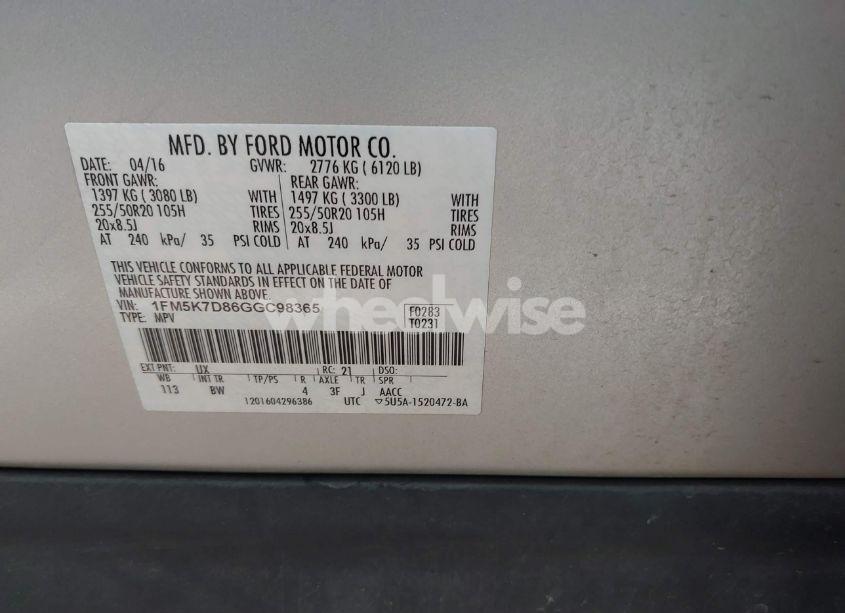 MFD. BY FORD MOTOR CO.
DATE: 04/16 GVWR: 2776 KG ( 6120 LB)
FRONT GAWR: REAR GAWR:
1397 KG ( 3080 LB) WITH 1497 KG ( 3300 LB) WITH
255/50R20 105H TIRES 255/50R20 105H TIRES
20x8.5J RIMS 20x8.5J RIMS
AT 240 kPa/ 35 PSI COLD AT 240 kPa/ 35 PSI COLD
THIS VEHICLE CONFORMS TO ALL APPLICABLE FEDERAL MOTOR
VEHICLE SAFETY STANDARDS IN EFFECT ON THE DATE OF
MANUFACTURE SHOWN ABOVE.
VIN: 1FM5K7D86GGC98365 F0283
TYPE: MPV T0231
wheelwise
EXT PNT: UX RC: 21 DSO:
WB INT TR TP/PS R AXLE TR SPR
113 BW 4 3F J AACC
1201604296386 UTC ▽5U5A-1520472-BA